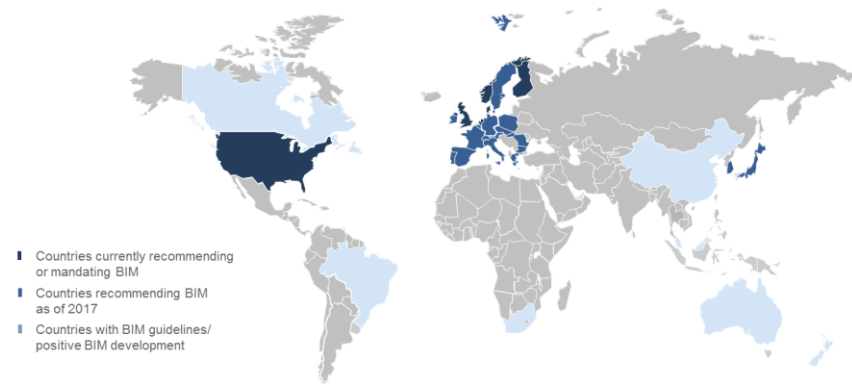 Countries currently recommending
or mandating BIM
Countries recommending BIM
as of 2017
Countries with BIM guidelines/
positive BIM development